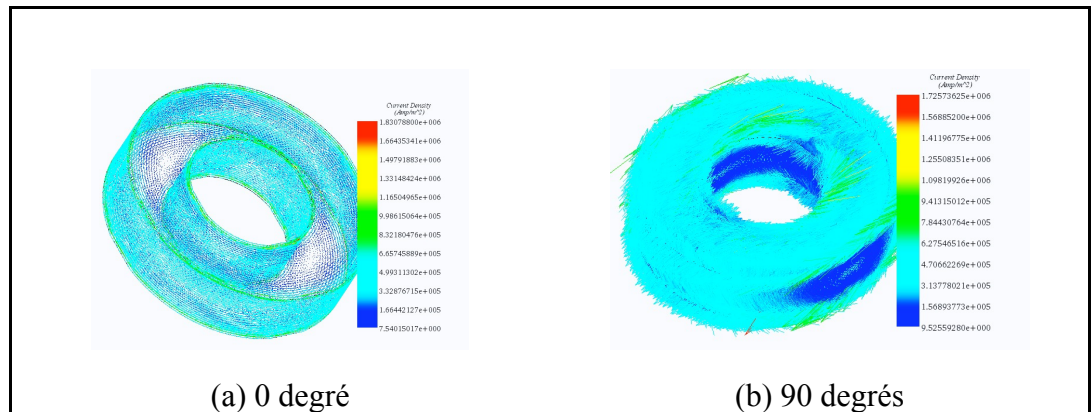 Current Density
(Amp/m^2)
1.83078800e+006
1.66435341e+006
1.49791883e+006
1.33148424e+006
1.16504965e+006
9.98615064e+005
8.32180476e+005
6.65745889e+005
4.99311302e+005
3.32876715e+005
1.66442127e+005
7.54015017e+000
(a) 0 degré
Current Density
(Amp/m^2)
1.72573625e+006
1.56885200e+006
1.41196775e+006
1.25508351e+006
1.09819926e+006
9.41315012e+005
7.84430764e+005
6.27546516e+005
4.70662269e+005
3.13778021e+005
1.56893773e+005
9.52559280e+000
(b) 90 degrés